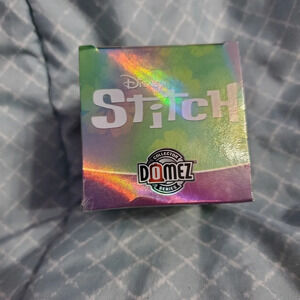 Disney
Stitch
COLLECTOR
DOMEZ
SERIES